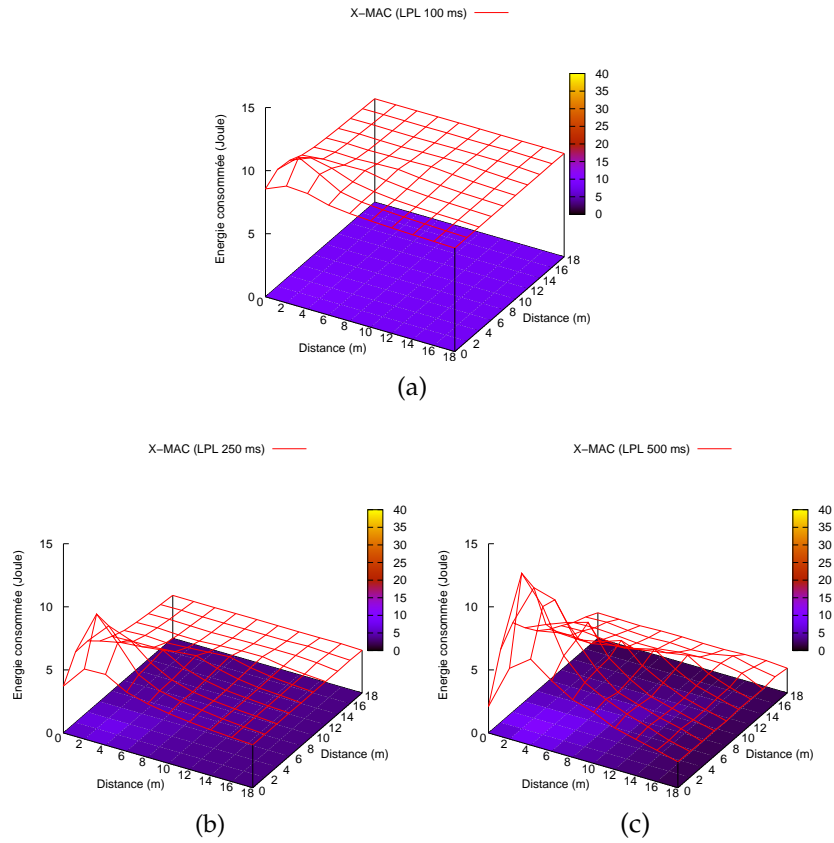 X−MAC (LPL 100 ms)
40
35
30
25
20
15
10
5
0
15
10
5
0
Energie consommée (Joule)
0 2 4 6 8 10 12 14 16 18
Distance (m)
0 2 4 6 8 10 12 14 16 18
Distance (m)
(a)
X−MAC (LPL 250 ms)
40
35
30
25
20
15
10
5
0
15
10
5
0
Energie consommée (Joule)
0 2 4 6 8 10 12 14 16 18
Distance (m)
0 2 4 6 8 10 12 14 16 18
Distance (m)
(b)
X−MAC (LPL 500 ms)
40
35
30
25
20
15
10
5
0
15
10
5
0
Energie consommée (Joule)
0 2 4 6 8 10 12 14 16 18
Distance (m)
0 2 4 6 8 10 12 14 16 18
Distance (m)
(c)